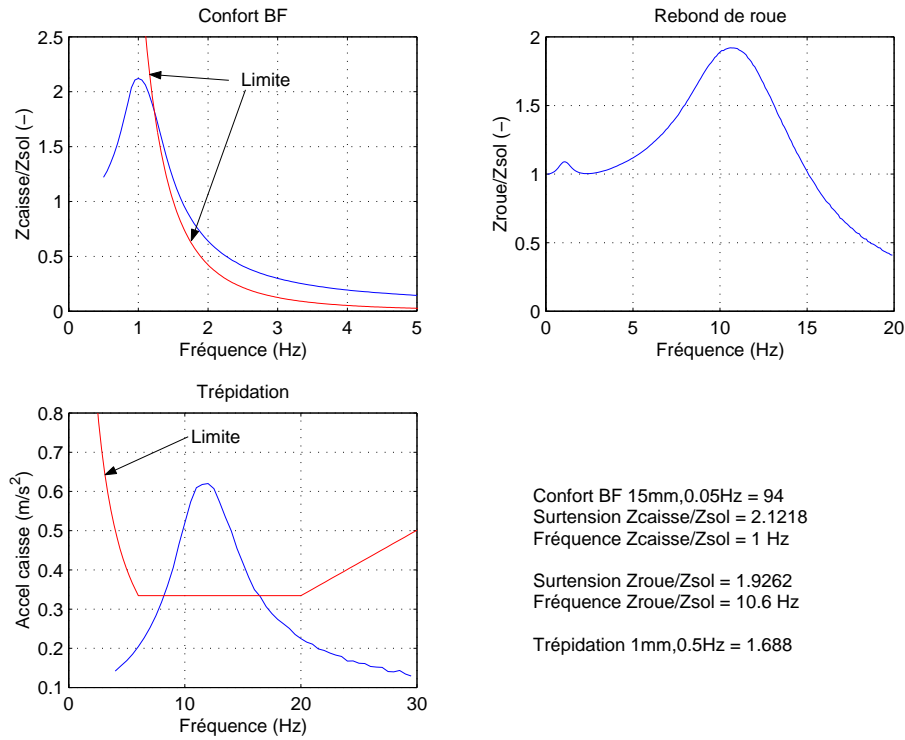 Confort BF
2.5
2
1.5
1
0.5
0
Zcaisse/Zsol (−)
Limite
0 1 2 3 4 5
Fréquence (Hz)
Rebond de roue
2
1.5
1
0.5
0
Zroue/Zsol (−)
0 5 10 15 20
Fréquence (Hz)
Trépidation
0.8
0.7
0.6
0.5
0.4
0.3
0.2
0.1
Accel caisse (m/s²)
Limite
0 10 20 30
Fréquence (Hz)
Confort BF 15mm,0.05Hz = 94
Surtension Zcaisse/Zsol = 2.1218
Fréquence Zcaisse/Zsol = 1 Hz
Surtension Zroue/Zsol = 1.9262
Fréquence Zroue/Zsol = 10.6 Hz
Trépidation 1mm,0.5Hz = 1.688